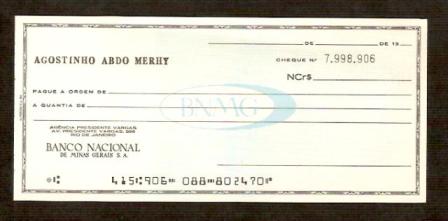 DE DE 19
AGOSTINHO ABDO MERHY CHEQUE Nº 7.998.906
NCr$
PAGUE A ORDEM DE
A QUANTIA DE
BNMG
AGÊNCIA PRESIDENTE VARGAS
AV. PRESIDENTE VARGAS,
RIO DE JANEIRO
BANCO NACIONAL
DE MINAS GERAIS S. A.
415 906 088 802470